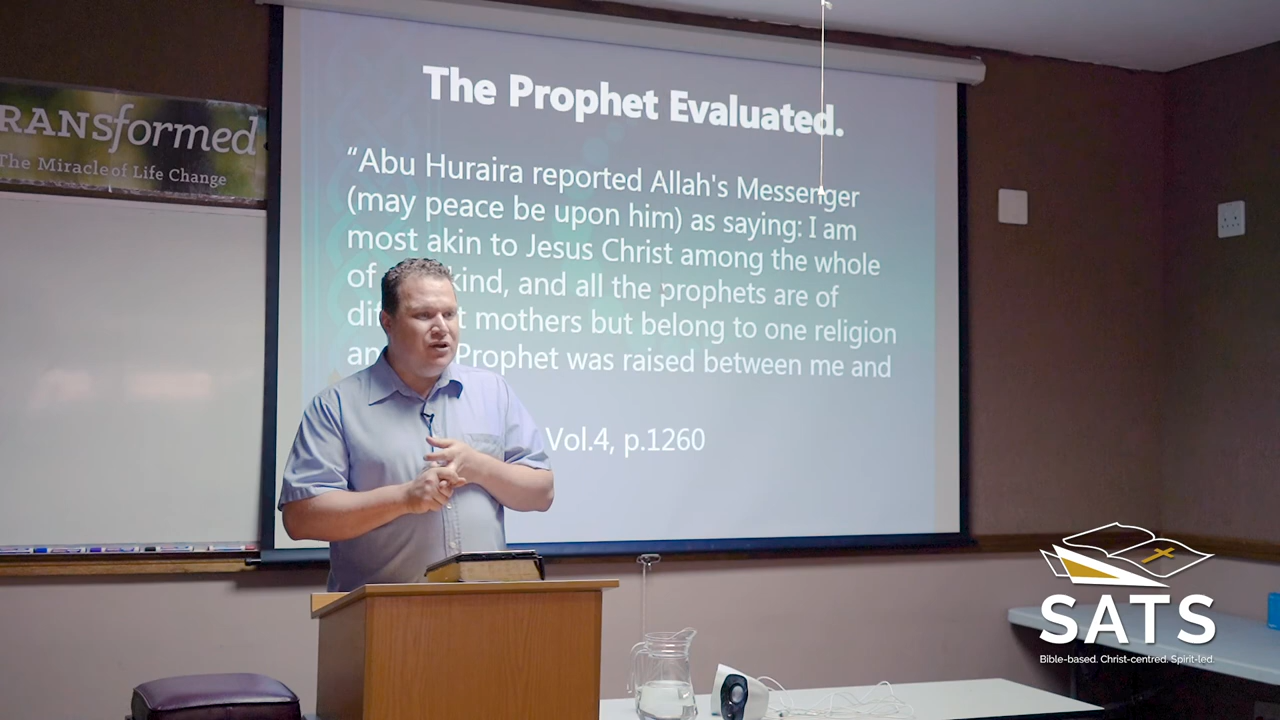 RANsformed
The Miracle of Life Change
The Prophet Evaluated.
“Abu Huraira reported Allah's Messenger
(may peace be upon him) as saying: I am
most akin to Jesus Christ among the whole
of kind, and all the prophets are of
mothers but belong to one religion
Prophet was raised between me and
Vol.4, p.1260
SATS
Bible-based. Christ-centred. Spirit-led.